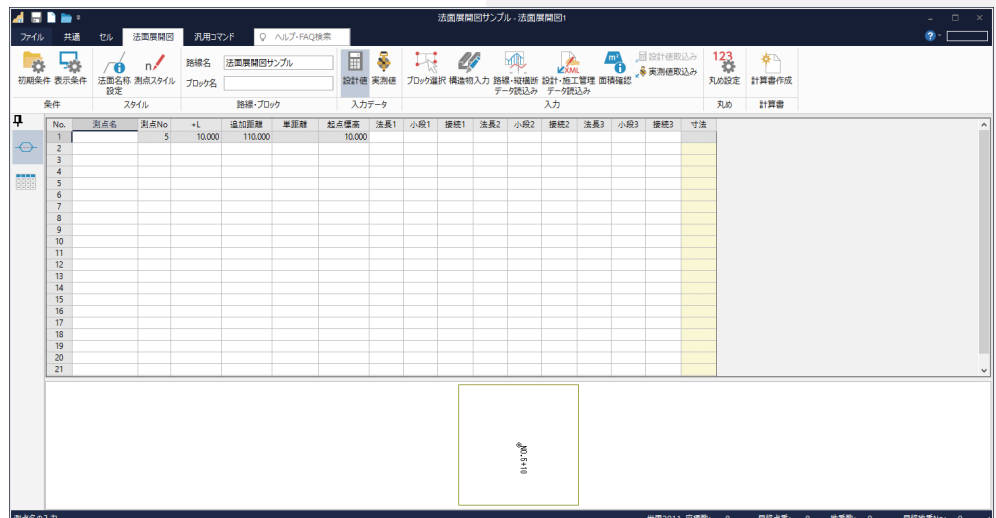 法面展開図サンプル - 法面展開図1
ファイル 共通 セル 法面展開図 汎用コマンド ヘルプ・FAQ検索
初期条件 表示条件 法面名称設定 測点スタイル 路線名 法面展開図サンプル ブロック名 設計値 実測値 ブロック選択 構造物入力 路線・縦横断データ読込み 設計・施工管理データ読込み 面積確認 設計値取込み 実測値取込み 丸め設定 計算書作成
条件 スタイル 路線・ブロック 入力データ 入力 丸め 計算書
No. 測点名 測点No +L 追加距離 単距離 起点標高 法長1 小段1 接続1 法長2 小段2 接続2 法長3 小段3 接続3 寸法
1 5 10.000 110.000 10.000
2
3
4
5
6
7
8
9
10
11
12
13
14
15
16
17
18
19
20
21
NO.5+10